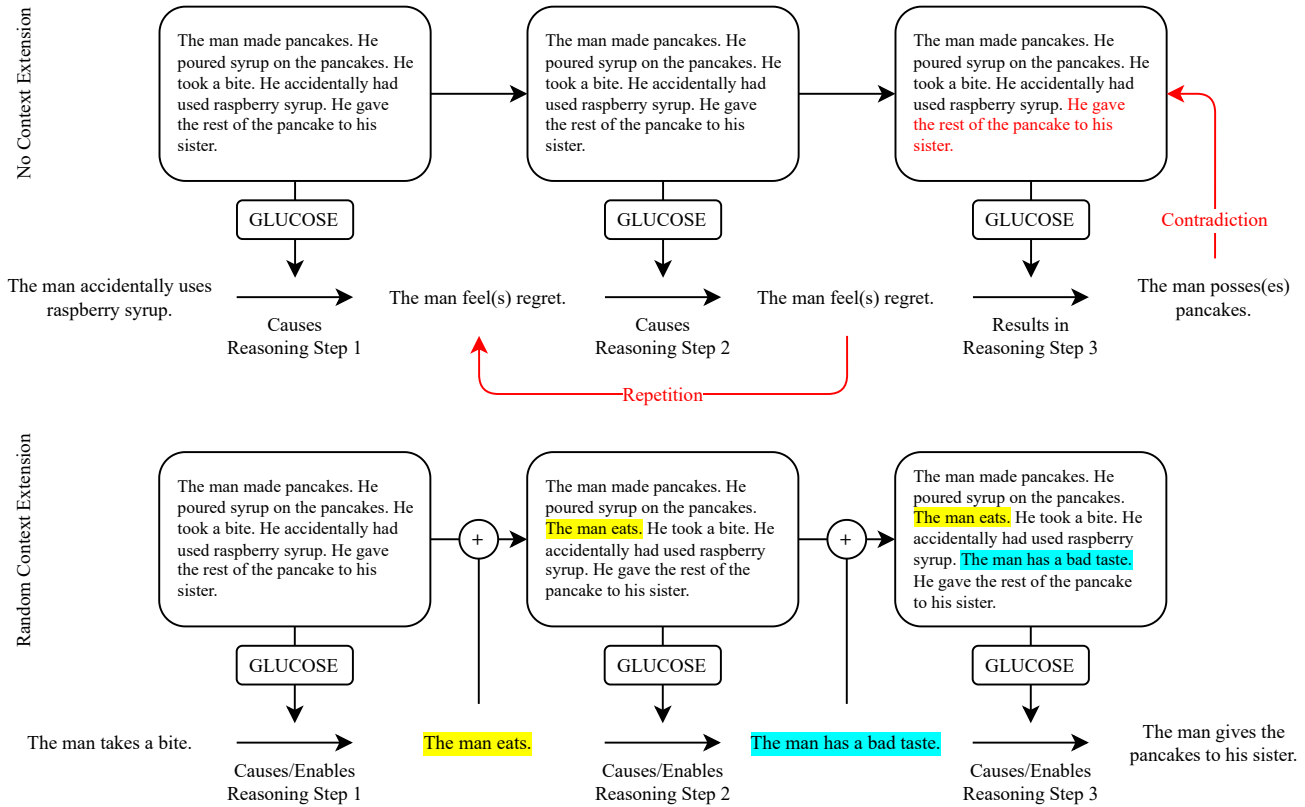 No Context Extension
The man made pancakes. He
poured syrup on the pancakes. He
took a bite. He accidentally had
used raspberry syrup. He gave
the rest of the pancake to his
sister.
The man made pancakes. He
poured syrup on the pancakes. He
took a bite. He accidentally had
used raspberry syrup. He gave
the rest of the pancake to his
sister.
The man made pancakes. He
poured syrup on the pancakes. He
took a bite. He accidentally had
used raspberry syrup. He gave
the rest of the pancake to his
sister.
GLUCOSE
GLUCOSE
GLUCOSE
Contradiction
The man accidentally uses
raspberry syrup.
Causes
Reasoning Step 1
The man feel(s) regret.
Causes
Reasoning Step 2
The man feel(s) regret.
Results in
Reasoning Step 3
The man posses(es)
pancakes.
Repetition
Random Context Extension
The man made pancakes. He
poured syrup on the pancakes. He
took a bite. He accidentally had
used raspberry syrup. He gave
the rest of the pancake to his
sister.
+
The man made pancakes. He
poured syrup on the pancakes.
The man eats. He took a bite. He
accidentally had used raspberry
syrup. He gave the rest of the
pancake to his sister.
+
The man made pancakes. He
poured syrup on the pancakes.
The man eats. He took a bite. He
accidentally had used raspberry
syrup. The man has a bad taste.
He gave the rest of the pancake
to his sister.
GLUCOSE
GLUCOSE
GLUCOSE
The man takes a bite.
Causes/Enables
Reasoning Step 1
The man eats.
Causes/Enables
Reasoning Step 2
The man has a bad taste.
Causes/Enables
Reasoning Step 3
The man gives the
pancakes to his sister.